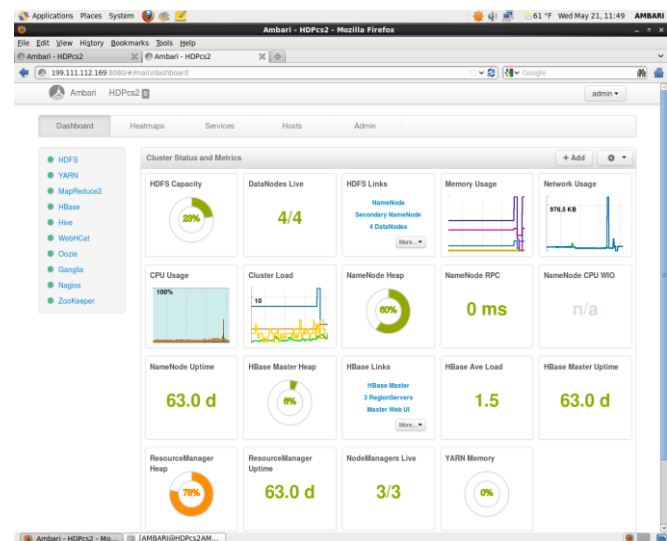 Applications Places System 61 °F Wed May 21, 11:49 AMBARI
Ambari - HDPcs2 - Mozilla Firefox
File Edit View History Bookmarks Tools Help
Ambari - HDPcs2 Ambari - HDPcs2
199.111.112.169:8080/#/main/dashboard Google
Ambari HDPcs2 0 admin
Dashboard Heatmaps Services Hosts Admin
HDFS
YARN
MapReduce2
HBase
Hive
WebHCat
Oozie
Ganglia
Nagios
ZooKeeper
Cluster Status and Metrics + Add
HDFS Capacity DataNodes Live HDFS Links Memory Usage Network Usage
23%
4/4
NameNode
Secondary NameNode
4 DataNodes
More...
976.5 KB
CPU Usage Cluster Load NameNode Heap NameNode RPC NameNode CPU WIO
100%
10
60%
0 ms
n/a
NameNode Uptime HBase Master Heap HBase Links HBase Ave Load HBase Master Uptime
63.0 d
6%
HBase Master
3 RegionServers
Master Web UI
More...
1.5
63.0 d
ResourceManager
Heap
ResourceManager
Uptime
NodeManagers Live YARN Memory
78%
63.0 d
3/3
0%
Ambari - HDPcs2 - Mo... [AMBARI@HDPcs2AM...